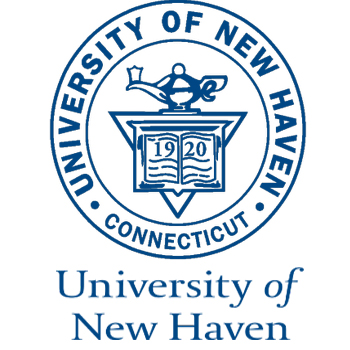 UNIVERSITY OF NEW HAVEN
1920
• CONNECTICUT •
University of
New Haven